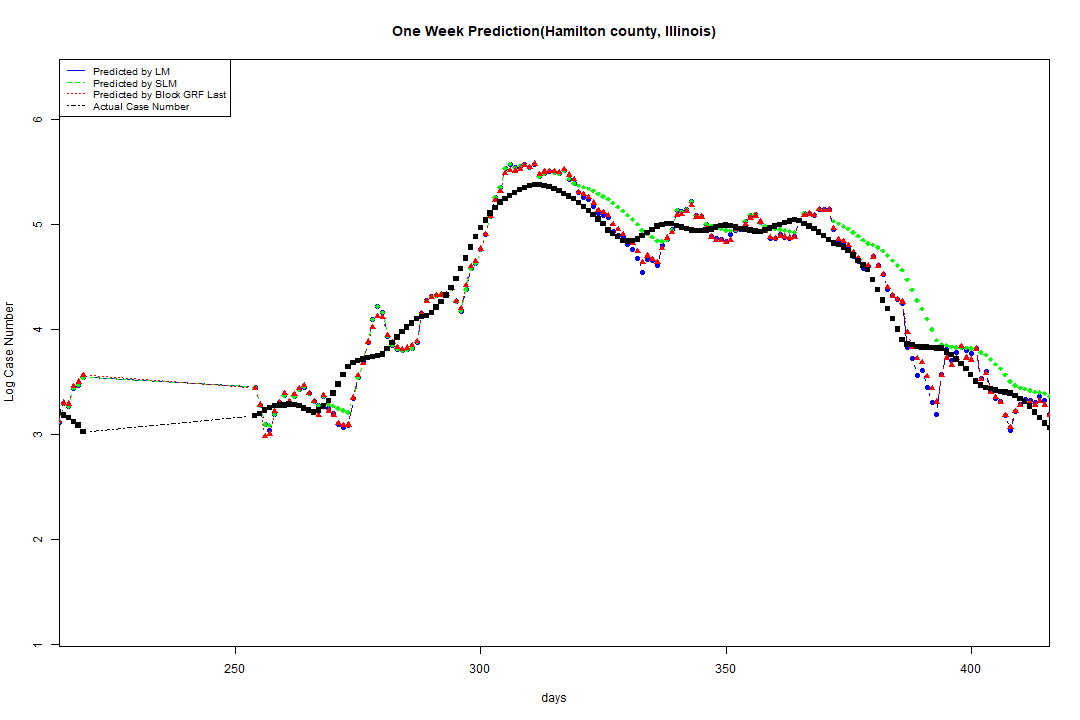 One Week Prediction(Hamilton county, Illinois)
Predicted by LM
Predicted by SLM
Predicted by Block GRF Last
Actual Case Number
6
5
4
3
2
1
Log Case Number
250
300
350
400
days